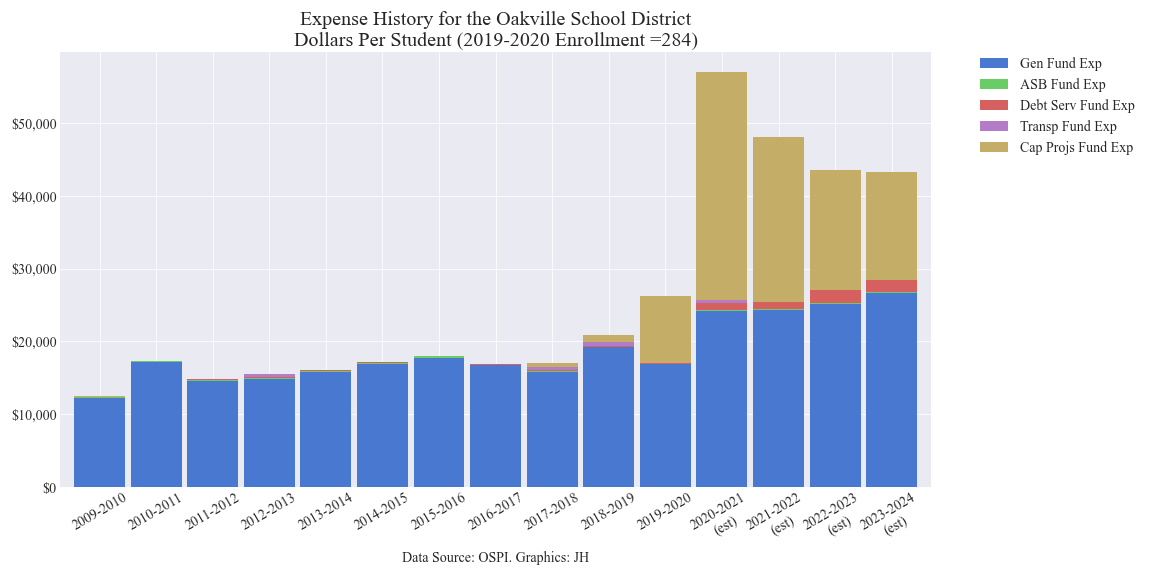 Expense History for the Oakville School District
Dollars Per Student (2019-2020 Enrollment =284)
Gen Fund Exp
ASB Fund Exp
Debt Serv Fund Exp
Transp Fund Exp
Cap Projs Fund Exp
$50,000
$40,000
$30,000
$20,000
$10,000
$0
2009-2010
2010-2011
2011-2012
2012-2013
2013-2014
2014-2015
2015-2016
2016-2017
2017-2018
2018-2019
2019-2020
2020-2021
(est)
2021-2022
(est)
2022-2023
(est)
2023-2024
(est)
Data Source: OSPI. Graphics: JH